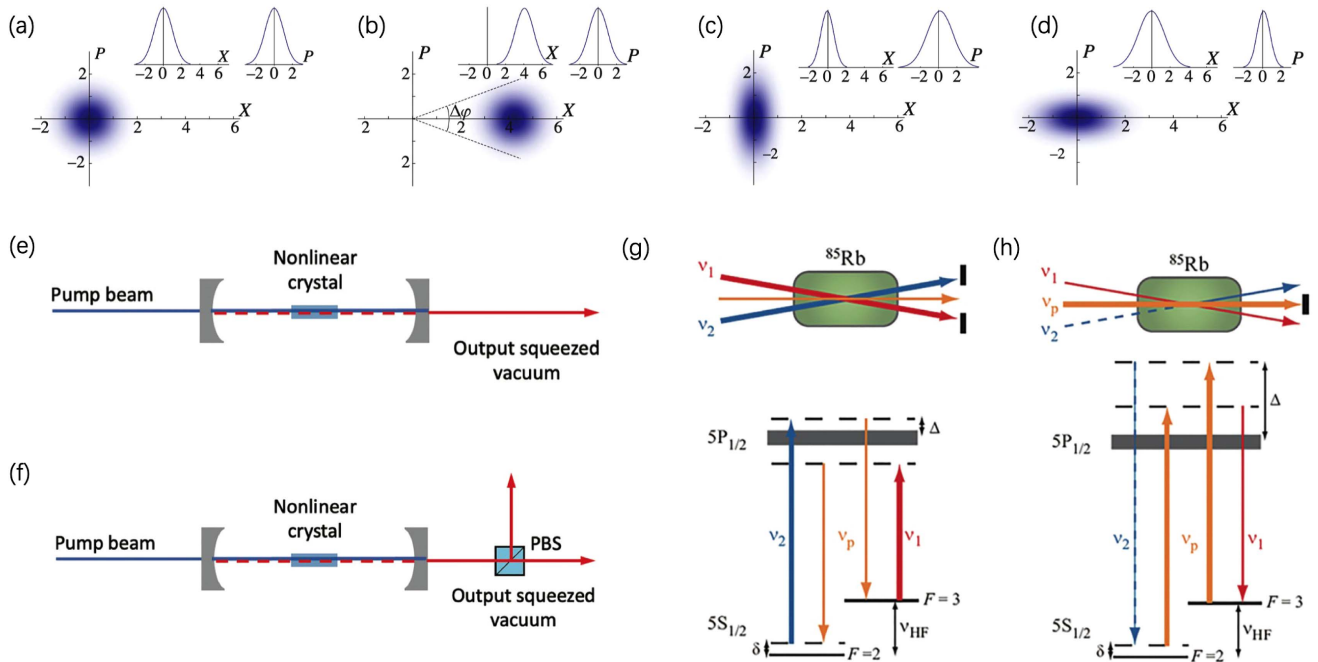 (a)
P
2
−2
−2
2
4
6
X
−2 0 2 4 6
X
−2 0 2
P
(b)
P
2
2
2
2
4
6
X
Δφ
−2 0 2 4 6
X
−2 0 2
P
(c)
P
2
−2
−2
2
4
6
X
−2 0 2 4 6
X
−2 0 2
P
(d)
P
2
−2
−2
2
4
6
X
−2 0 2 4 6
X
−2 0 2
P
(e)
Pump beam
Nonlinear
crystal
Output squeezed
vacuum
(f)
Pump beam
Nonlinear
crystal
PBS
Output squeezed
vacuum
(g)
⁸⁵Rb
ν₁
ν₂
5P₁/₂
Δ
ν₂
νₚ
ν₁
F = 3
5S₁/₂
ν_HF
δ
F = 2
(h)
⁸⁵Rb
ν₁
νₚ
ν₂
Δ
5P₁/₂
ν₂
νₚ
ν₁
F = 3
5S₁/₂
ν_HF
δ
F = 2